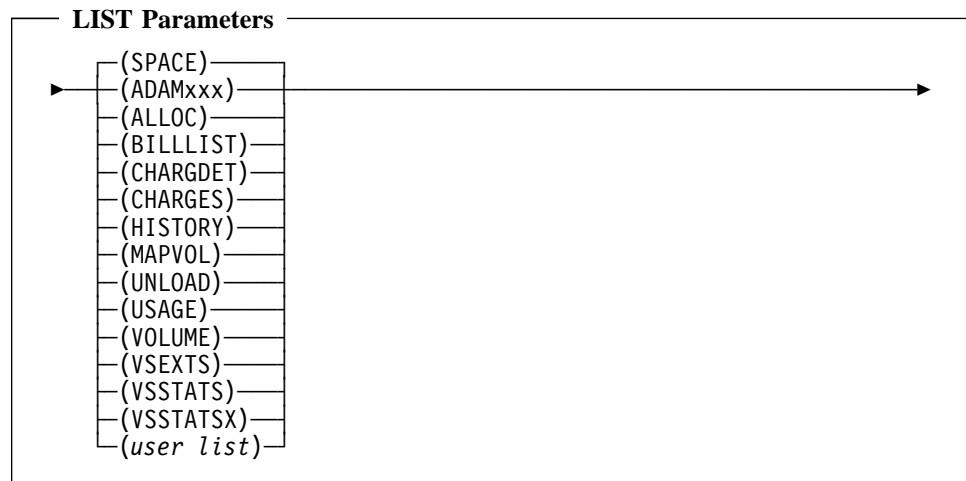 LIST Parameters
(SPACE)
(ADAMxxx)
(ALLOC)
(BILLLIST)
(CHARGDET)
(CHARGES)
(HISTORY)
(MAPVOL)
(UNLOAD)
(USAGE)
(VOLUME)
(VSEXTS)
(VSSTATS)
(VSSTATSX)
(user list)